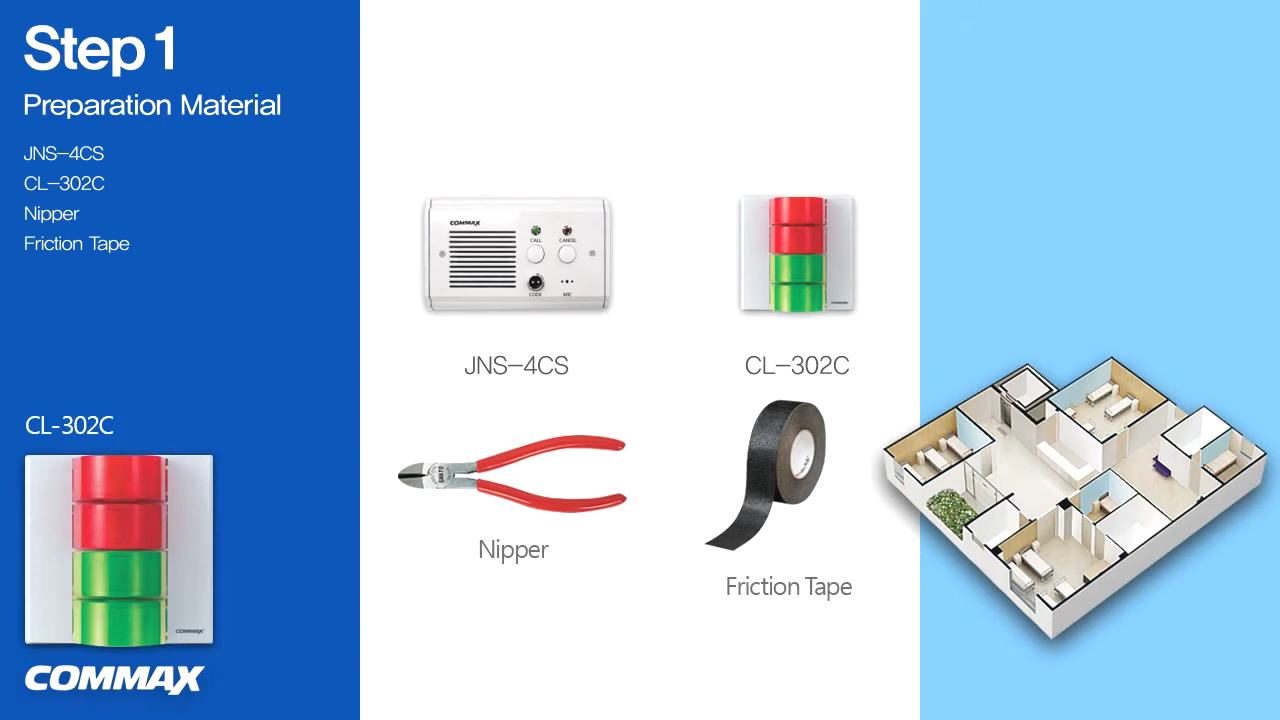 Step 1
Preparation Material
JNS-4CS
CL-302C
Nipper
Friction Tape
CL-302C
COMMAX
COMMAX
COMMAX
CALL
CANCEL
CODE
MIC
JNS-4CS
COMMAX
CL-302C
Nipper
Friction Tape